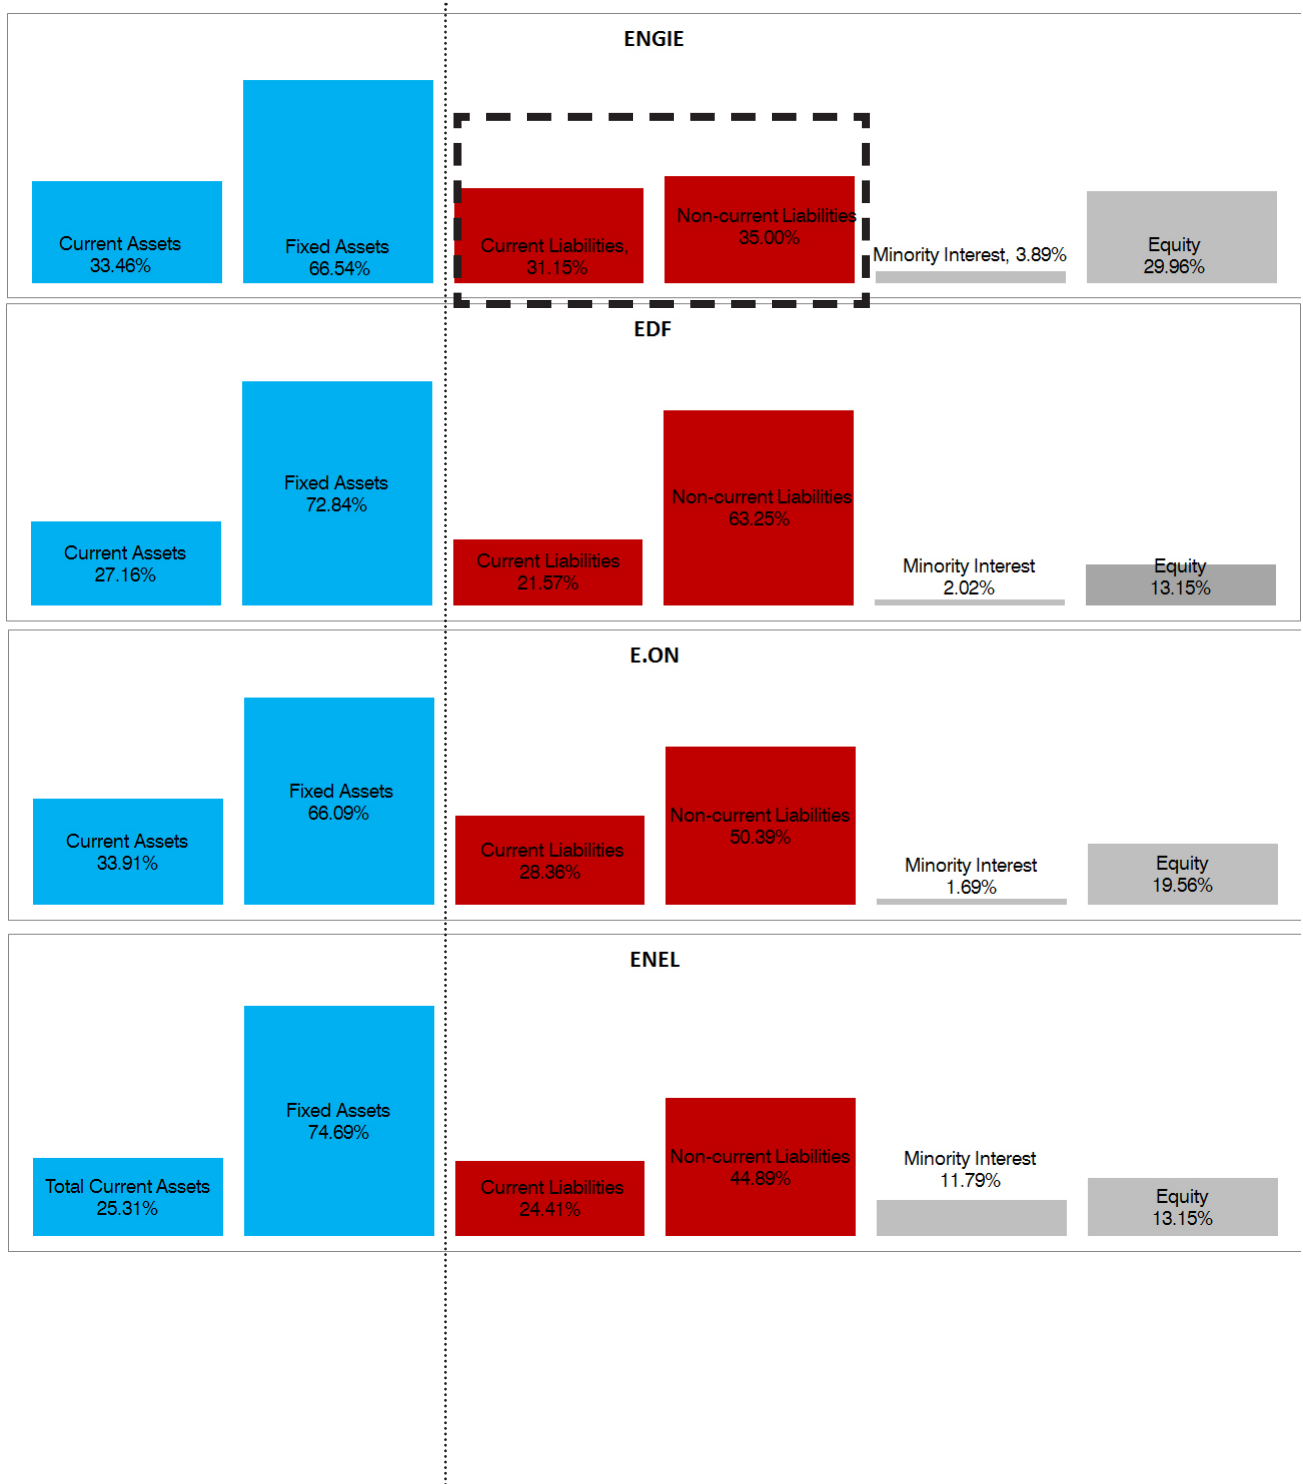 ENGIE
Current Assets
33.46%
Fixed Assets
66.54%
Current Liabilities,
31.15%
Non-current Liabilities
35.00%
Minority Interest, 3.89%
Equity
29.96%
EDF
Current Assets
27.16%
Fixed Assets
72.84%
Current Liabilities
21.57%
Non-current Liabilities
63.25%
Minority Interest
2.02%
Equity
13.15%
E.ON
Current Assets
33.91%
Fixed Assets
66.09%
Current Liabilities
28.36%
Non-current Liabilities
50.39%
Minority Interest
1.69%
Equity
19.56%
ENEL
Total Current Assets
25.31%
Fixed Assets
74.69%
Current Liabilities
24.41%
Non-current Liabilities
44.89%
Minority Interest
11.79%
Equity
13.15%